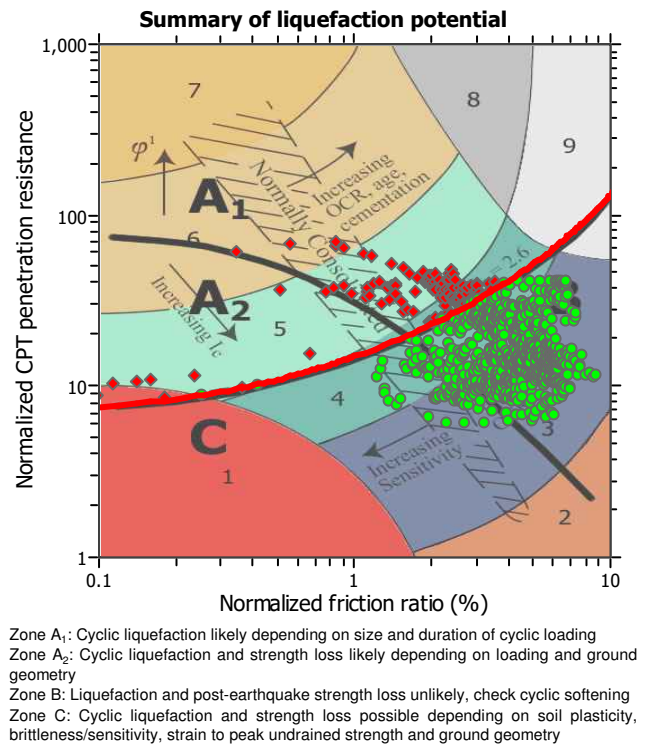 Summary of liquefaction potential
Normalized CPT penetration resistance
1,000
100
10
1
7
8
9
φ¹
A1
Normally Consolidated
Increasing
OCR, age,
cementation
6
= 2.6
A2
Increasing Ic
5
4
C
3
Increasing
Sensitivity
1
2
0.1
1
10
Normalized friction ratio (%)
Zone A1: Cyclic liquefaction likely depending on size and duration of cyclic loading
Zone A2: Cyclic liquefaction and strength loss likely depending on loading and ground
geometry
Zone B: Liquefaction and post-earthquake strength loss unlikely, check cyclic softening
Zone C: Cyclic liquefaction and strength loss possible depending on soil plasticity,
brittleness/sensitivity, strain to peak undrained strength and ground geometry